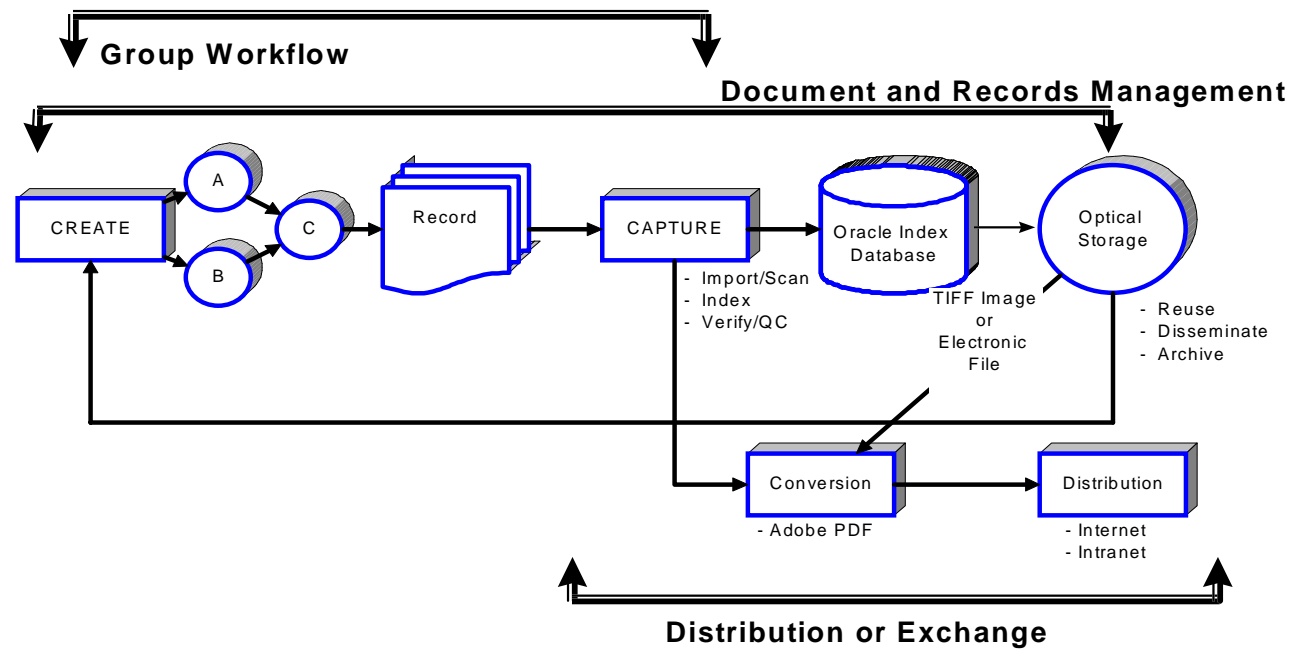 Group Workflow
Document and Records Management
CREATE
A
B
C
Record
CAPTURE
- Import/Scan
- Index
- Verify/QC
Oracle Index
Database
Optical
Storage
- Reuse
- Disseminate
- Archive
TIFF Image
or
Electronic
File
Conversion
- Adobe PDF
Distribution
- Internet
- Intranet
Distribution or Exchange